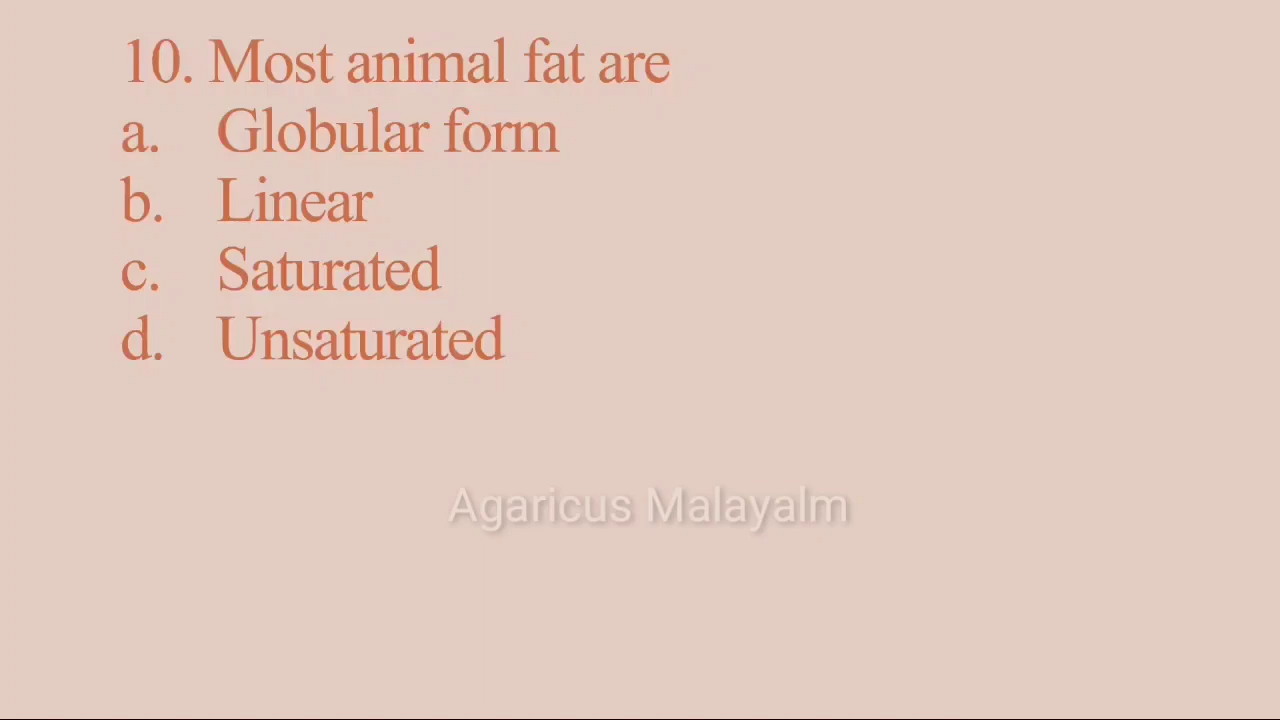 10. Most animal fat are
a. Globular form
b. Linear
c. Saturated
d. Unsaturated
Agaricus Malayalm